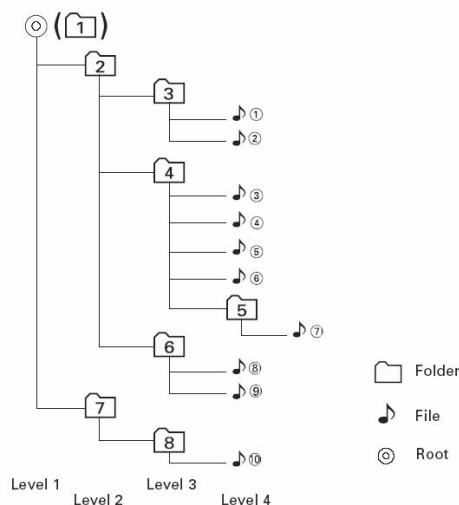 (1)
2
3
①
②
4
③
④
⑤
⑥
5
⑦
6
⑧
⑨
7
8
⑩
Folder
File
Root
Level 1
Level 2
Level 3
Level 4